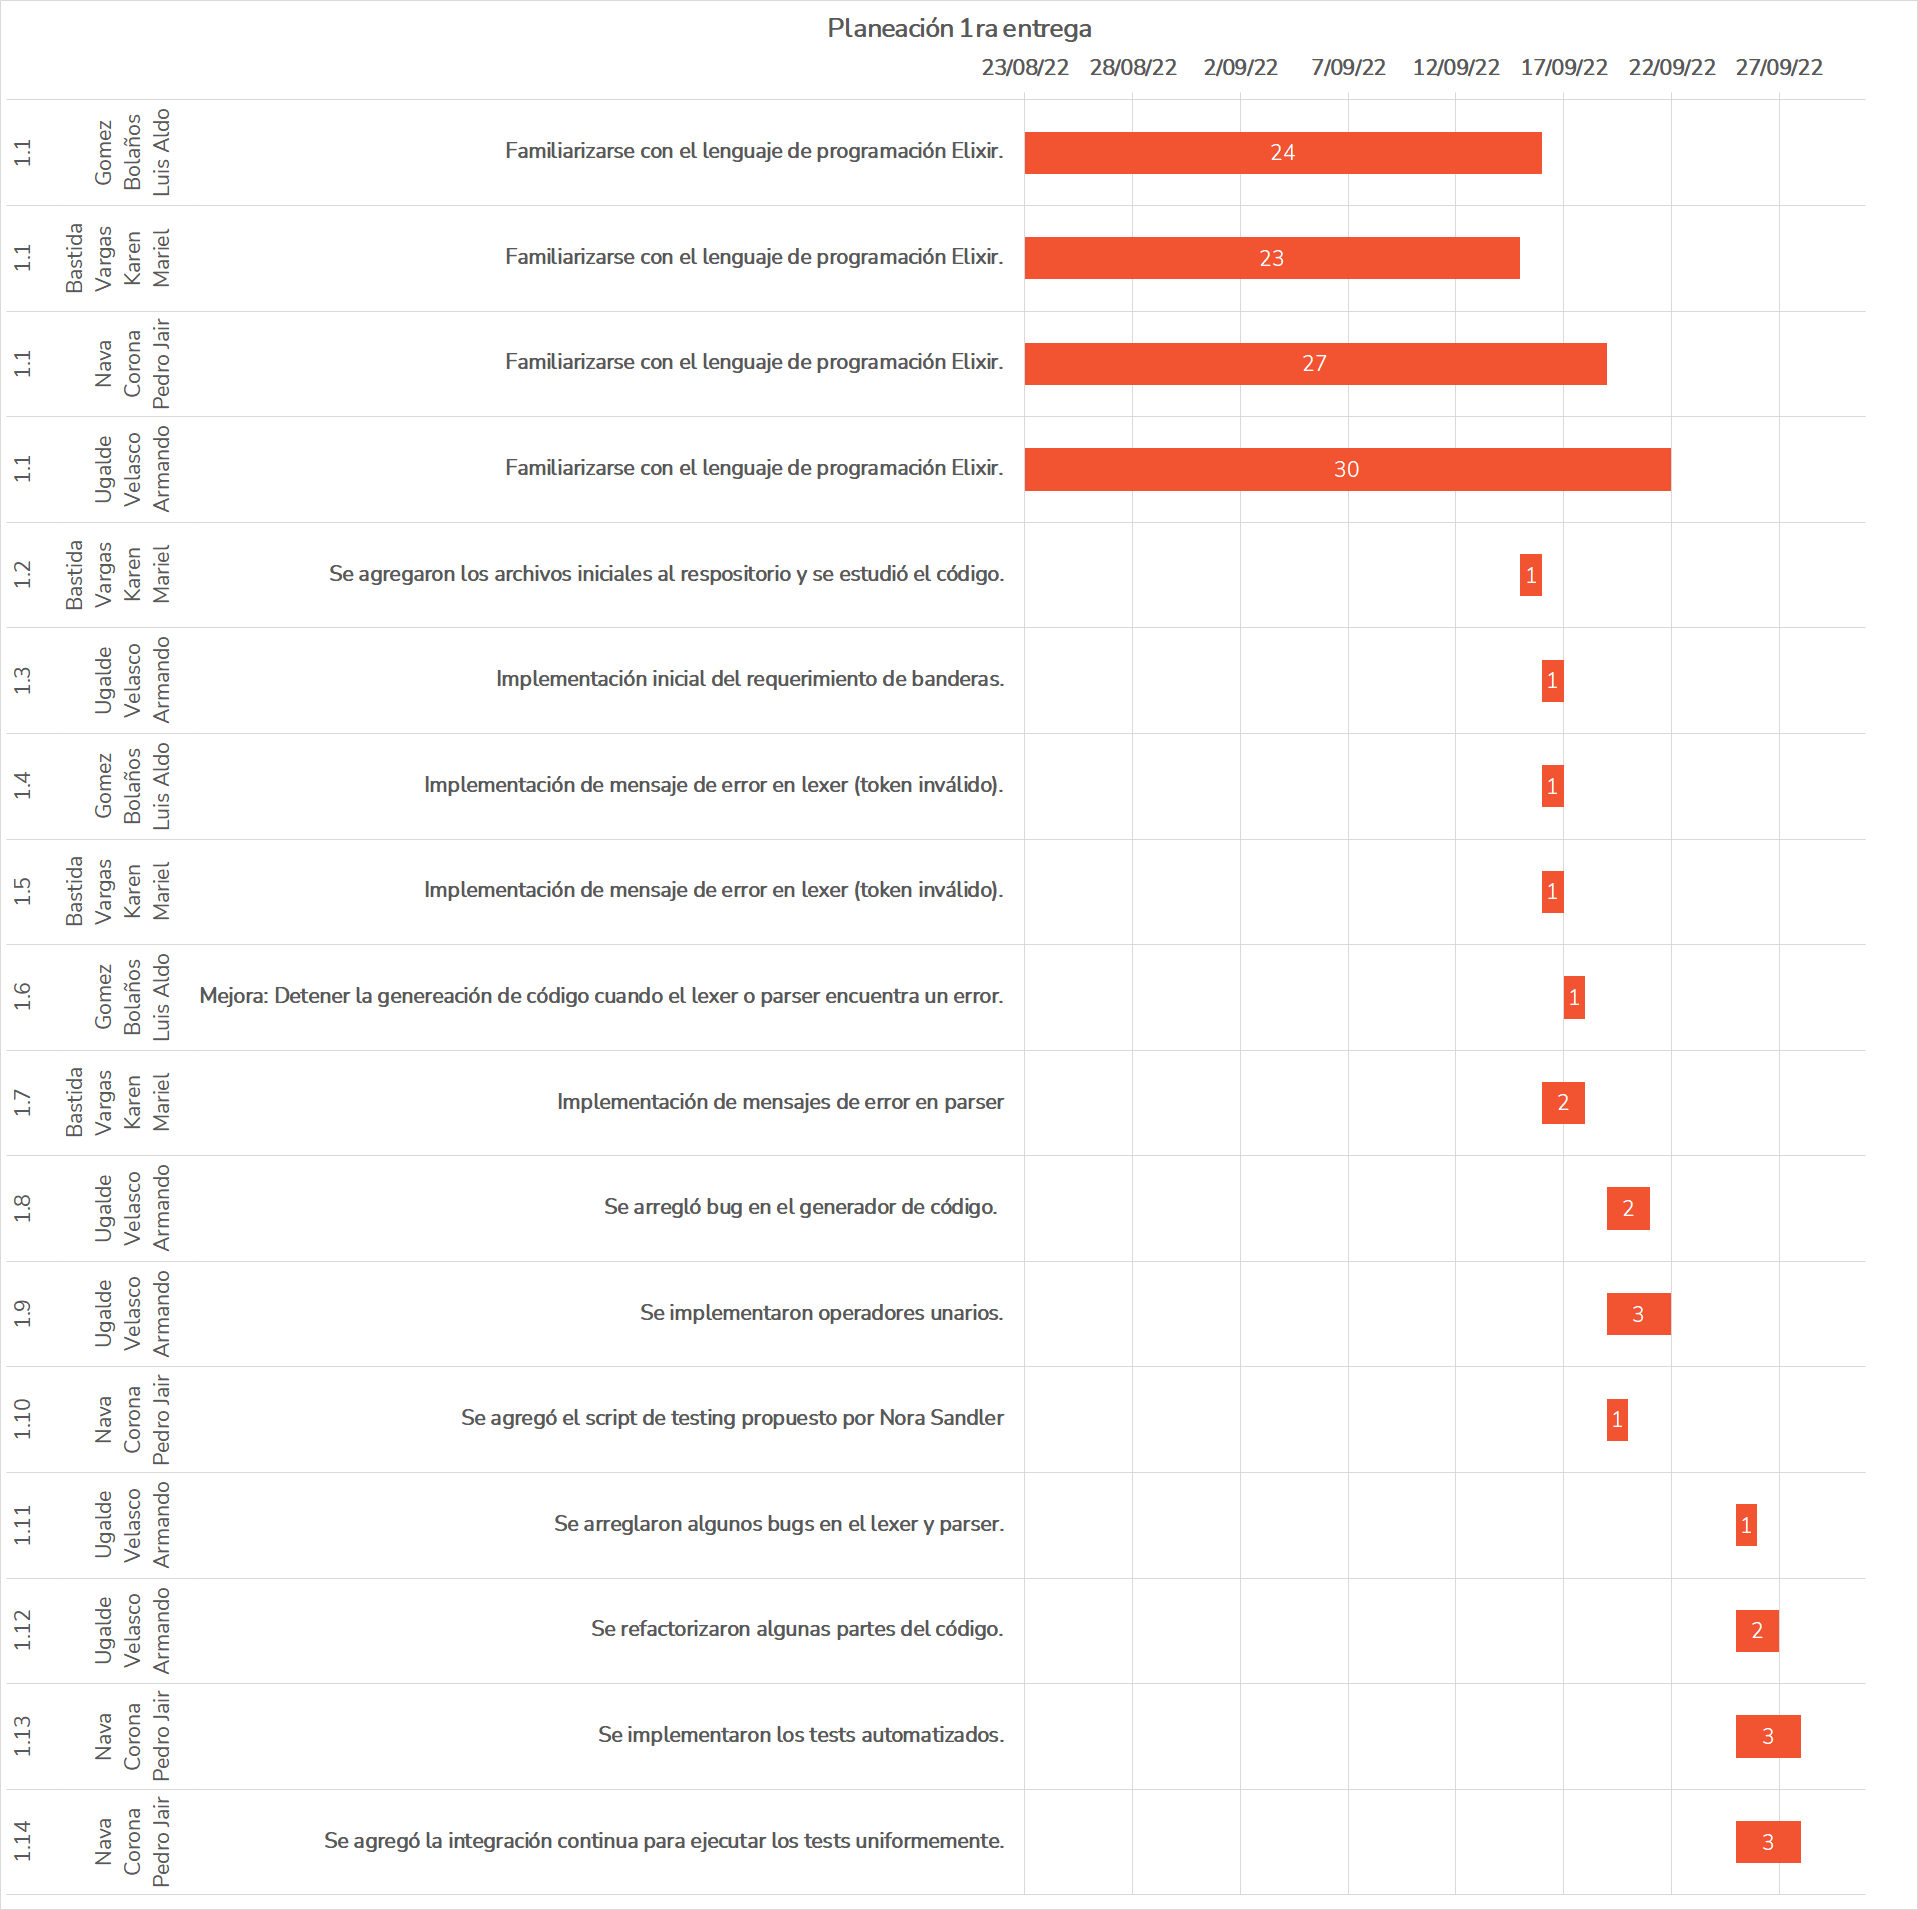 Planeación 1ra entrega
23/08/22 28/08/22 2/09/22 7/09/22 12/09/22 17/09/22 22/09/22 27/09/22
1.1
Gomez
Bolaños
Luis Aldo
Familiarizarse con el lenguaje de programación Elixir.
24
1.1
Bastida
Vargas
Karen
Mariel
Familiarizarse con el lenguaje de programación Elixir.
23
1.1
Nava
Corona
Pedro Jair
Familiarizarse con el lenguaje de programación Elixir.
27
1.1
Ugalde
Velasco
Armando
Familiarizarse con el lenguaje de programación Elixir.
30
1.2
Bastida
Vargas
Karen
Mariel
Se agregaron los archivos iniciales al respositorio y se estudió el código.
1
1.3
Ugalde
Velasco
Armando
Implementación inicial del requerimiento de banderas.
1
1.4
Gomez
Bolaños
Luis Aldo
Implementación de mensaje de error en lexer (token inválido).
1
1.5
Bastida
Vargas
Karen
Mariel
Implementación de mensaje de error en lexer (token inválido).
1
1.6
Gomez
Bolaños
Luis Aldo
Mejora: Detener la genereación de código cuando el lexer o parser encuentra un error.
1
1.7
Bastida
Vargas
Karen
Mariel
Implementación de mensajes de error en parser
2
1.8
Ugalde
Velasco
Armando
Se arregló bug en el generador de código.
2
1.9
Ugalde
Velasco
Armando
Se implementaron operadores unarios.
3
1.10
Nava
Corona
Pedro Jair
Se agregó el script de testing propuesto por Nora Sandler
1
1.11
Ugalde
Velasco
Armando
Se arreglaron algunos bugs en el lexer y parser.
1
1.12
Ugalde
Velasco
Armando
Se refactorizaron algunas partes del código.
2
1.13
Nava
Corona
Pedro Jair
Se implementaron los tests automatizados.
3
1.14
Nava
Corona
Pedro Jair
Se agregó la integración continua para ejecutar los tests uniformemente.
3